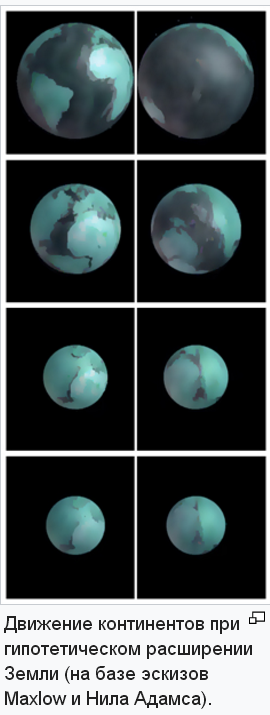 Движение континентов при
гипотетическом расширении
Земли (на базе эскизов
Maxlow и Нила Адамса).